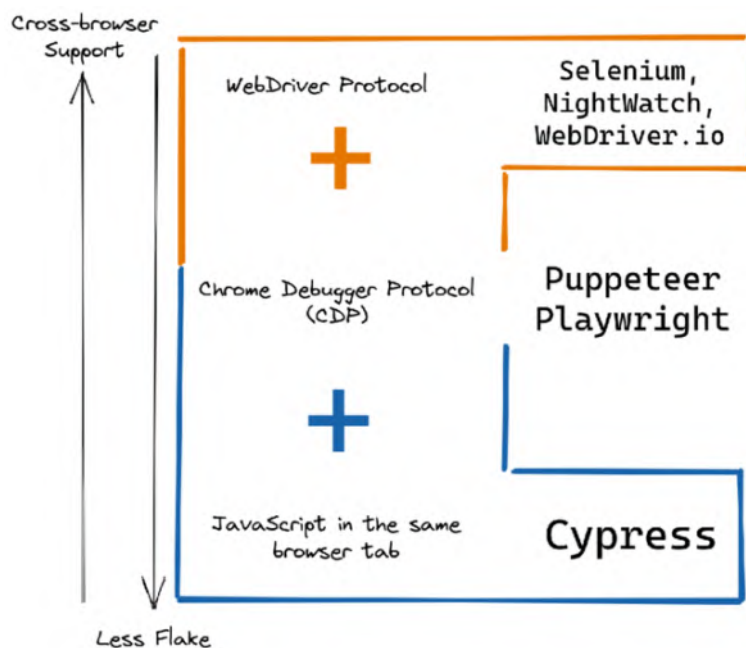 Cross-browser
Support
WebDriver Protocol
Selenium,
NightWatch,
WebDriver.io
Chrome Debugger Protocol
(CDP)
Puppeteer
Playwright
JavaScript in the same
browser tab
Cypress
Less Flake